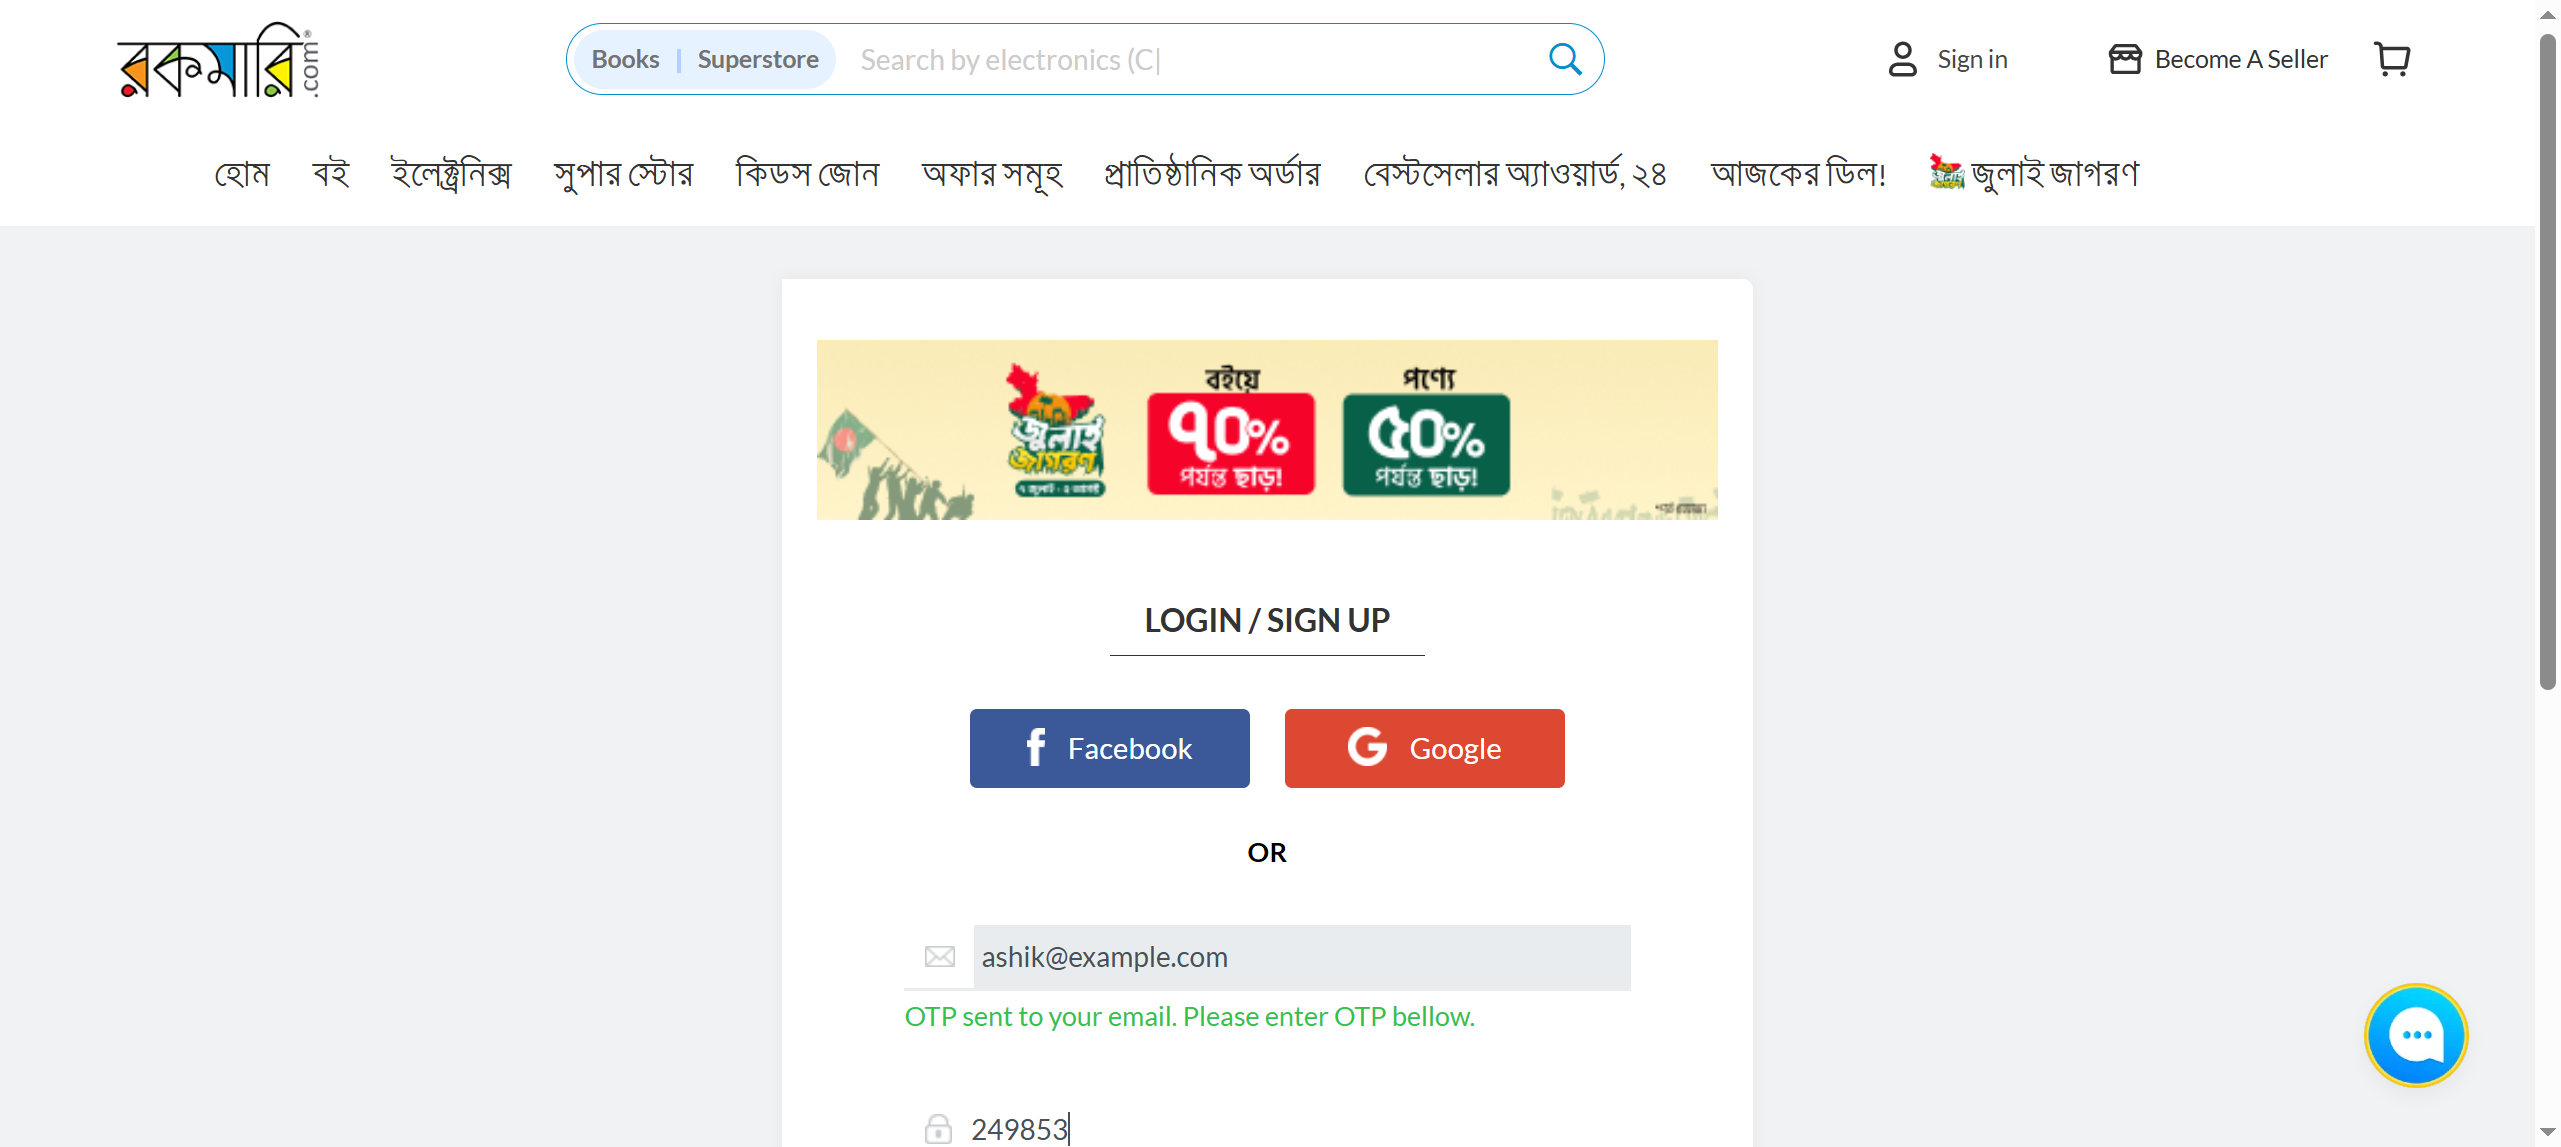 রকমারি.com®
Books | Superstore
Search by electronics (C|
Sign in
Become A Seller
হোম
বই
ইলেক্ট্রনিক্স
সুপার স্টোর
কিডস জোন
অফার সমূহ
প্রাতিষ্ঠানিক অর্ডার
বেস্টসেলার অ্যাওয়ার্ড, ২৪
আজকের ডিল!
জুলাই জাগরণ
জুলাই
জাগরণ
বইয়ে
৭০%
পর্যন্ত ছাড়!
পণ্যে
৫০%
পর্যন্ত ছাড়!
LOGIN / SIGN UP
Facebook
Google
OR
ashik@example.com
OTP sent to your email. Please enter OTP bellow.
249853